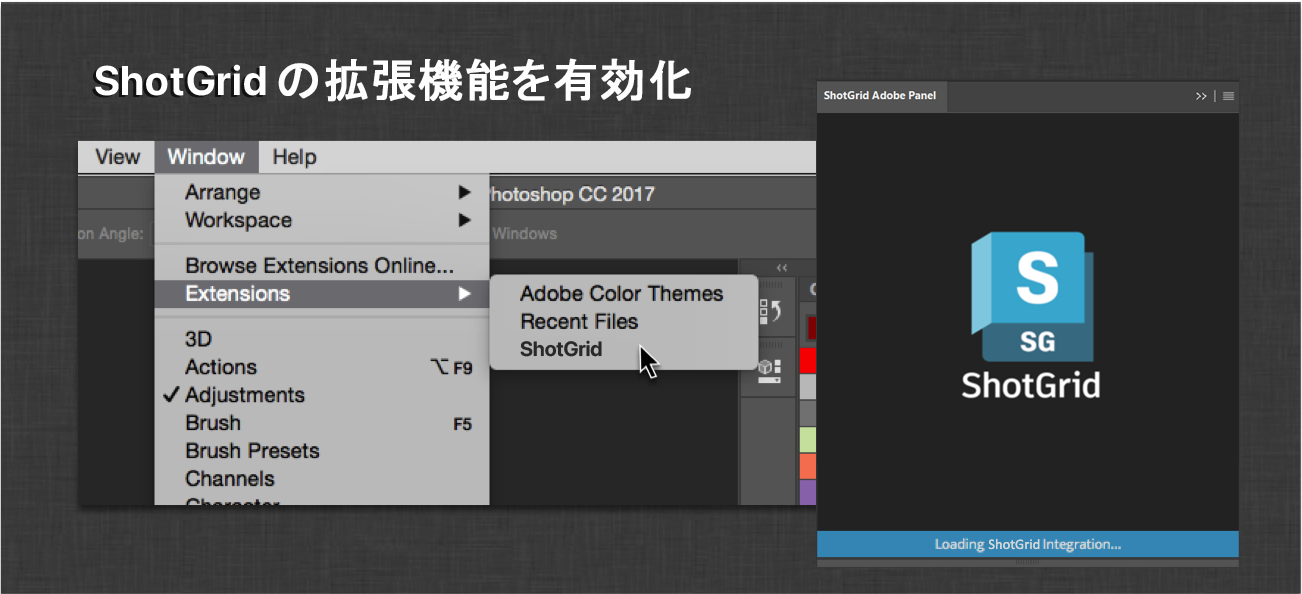 ShotGrid の拡張機能を有効化
View Window Help
Arrange
Workspace
Browse Extensions Online...
Extensions
3D
Actions ⌥F9
✓ Adjustments
Brush F5
Brush Presets
Channels
Character
hotoshop CC 2017
on Angle:
Windows
Adobe Color Themes
Recent Files
ShotGrid
ShotGrid Adobe Panel
S
SG
ShotGrid
Loading ShotGrid Integration...